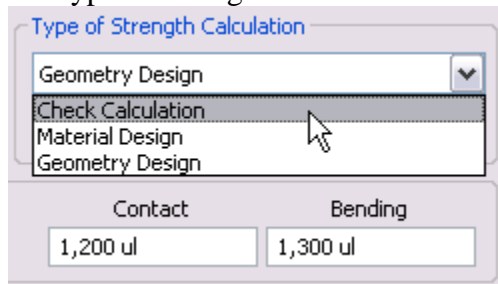 Type of Strength Calculation
Geometry Design
Check Calculation
Material Design
Geometry Design
Contact Bending
1,200 ul 1,300 ul